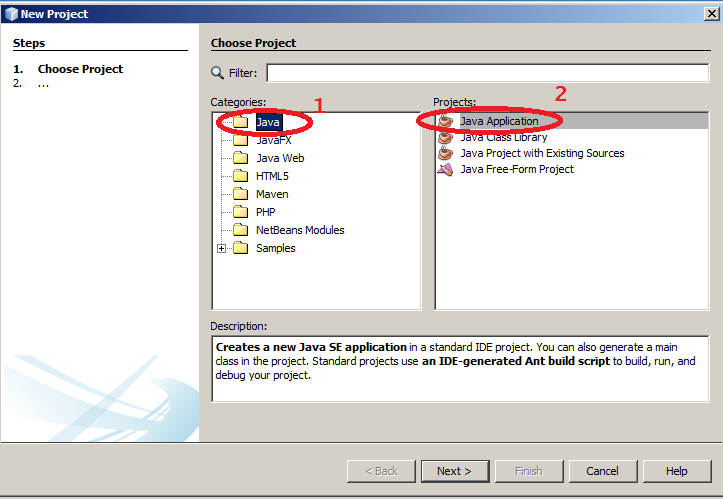 New Project
Steps
1. Choose Project
2. ...
Choose Project
Filter:
Categories:
1
Java
JavaFX
Java Web
HTML5
Maven
PHP
NetBeans Modules
Samples
Projects:
2
Java Application
Java Class Library
Java Project with Existing Sources
Java Free-Form Project
Description:
Creates a new Java SE application in a standard IDE project. You can also generate a main
class in the project. Standard projects use an IDE-generated Ant build script to build, run, and
debug your project.
< Back
Next >
Finish
Cancel
Help